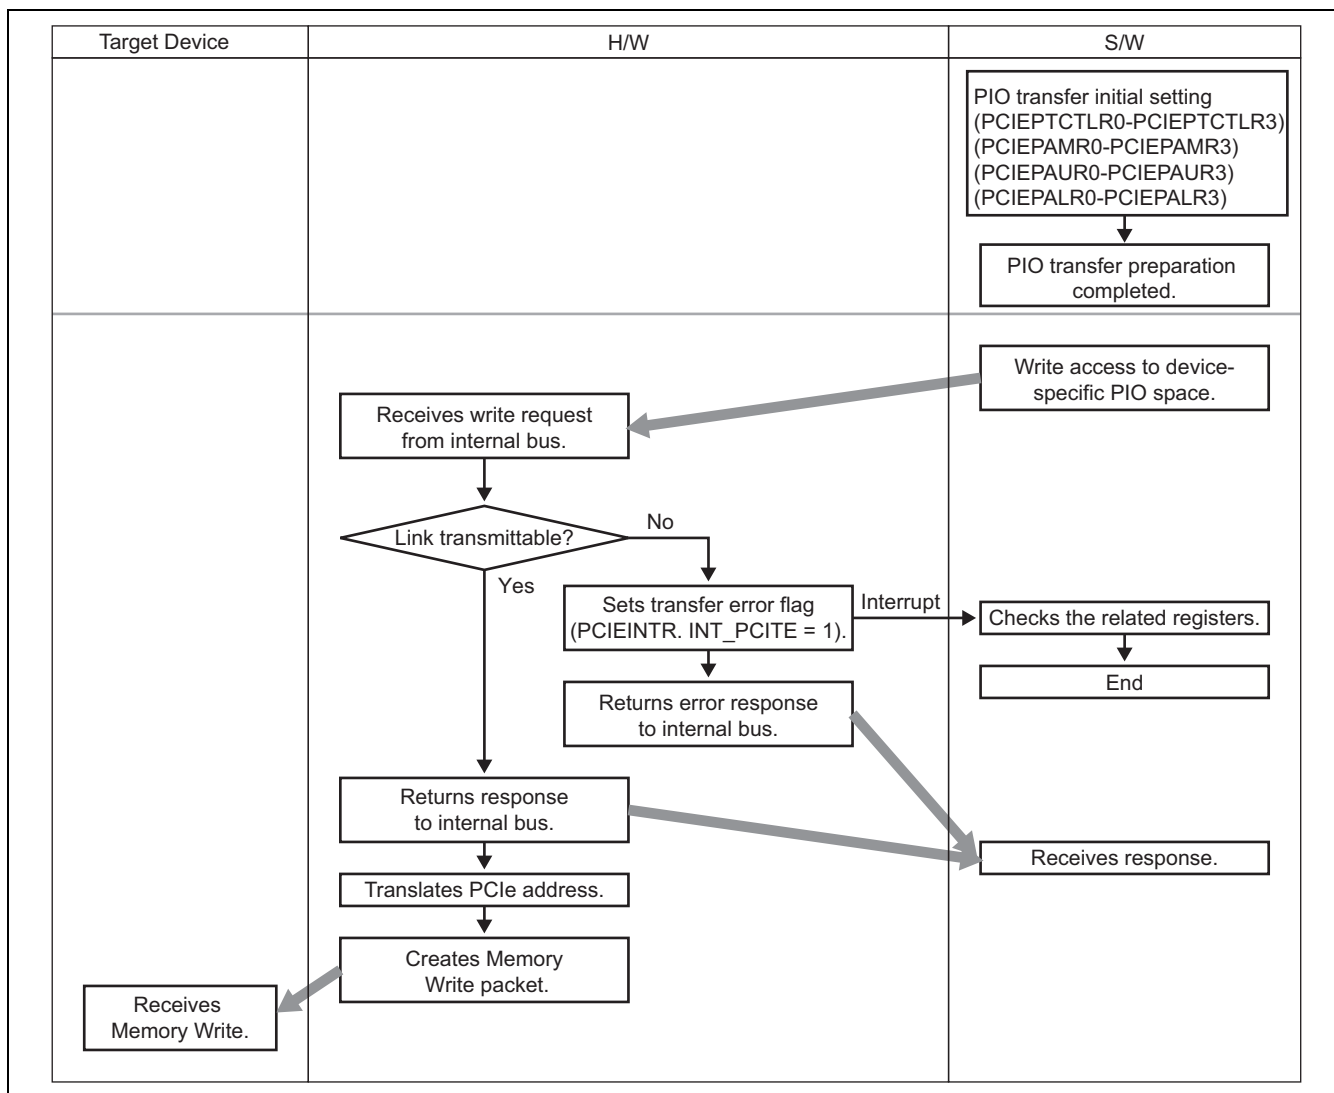 Target Device
H/W
S/W
PIO transfer initial setting
(PCIEPTCTLR0-PCIEPTCTLR3)
(PCIEPAMR0-PCIEPAMR3)
(PCIEPAUR0-PCIEPAUR3)
(PCIEPALR0-PCIEPALR3)
PIO transfer preparation
completed.
Write access to device-
specific PIO space.
Receives write request
from internal bus.
Link transmittable?
No
Yes
Sets transfer error flag
(PCIEINTR. INT_PCITE = 1).
Interrupt
Checks the related registers.
End
Returns error response
to internal bus.
Returns response
to internal bus.
Receives response.
Translates PCIe address.
Creates Memory
Write packet.
Receives
Memory Write.